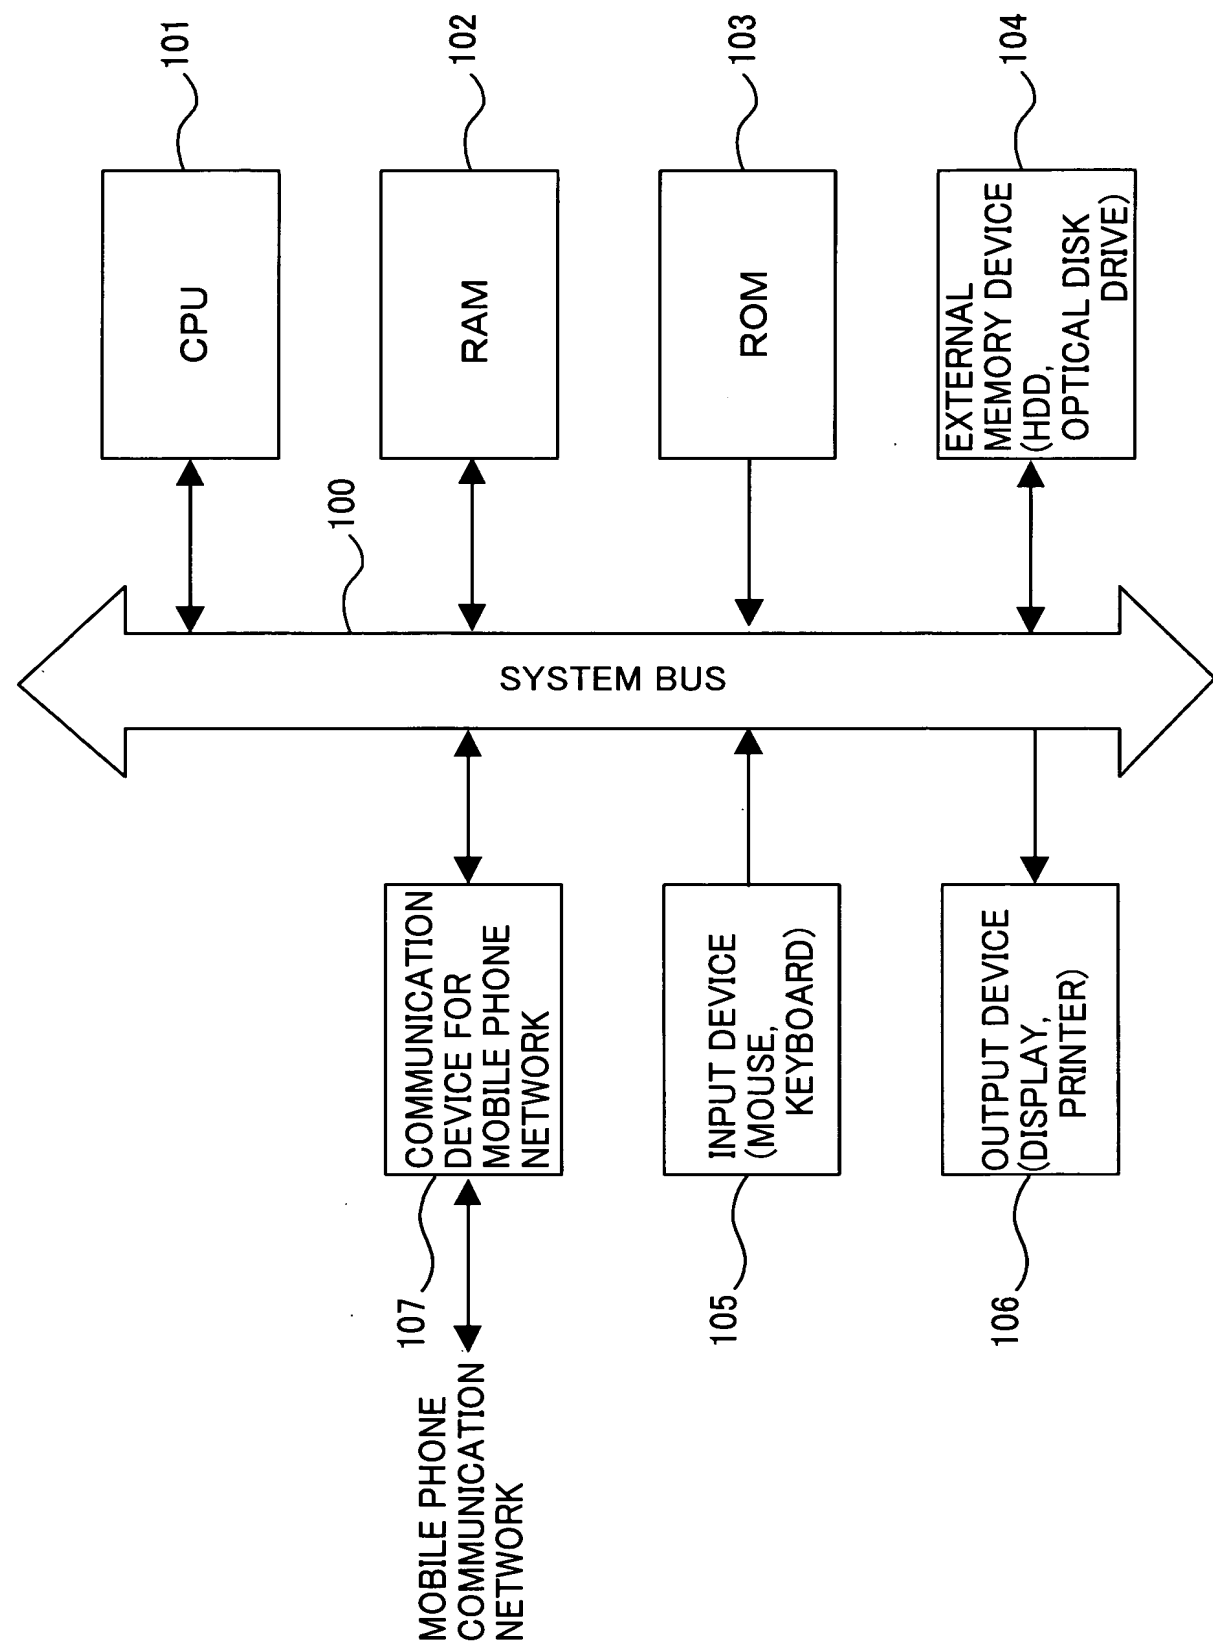 101
CPU
102
RAM
103
ROM
104
EXTERNAL
MEMORY DEVICE
(HDD,
OPTICAL DISK
DRIVE)
100
SYSTEM BUS
COMMUNICATION
DEVICE FOR
MOBILE PHONE
NETWORK
107
MOBILE PHONE
COMMUNICATION
NETWORK
INPUT DEVICE
(MOUSE,
KEYBOARD)
105
OUTPUT DEVICE
(DISPLAY,
PRINTER)
106